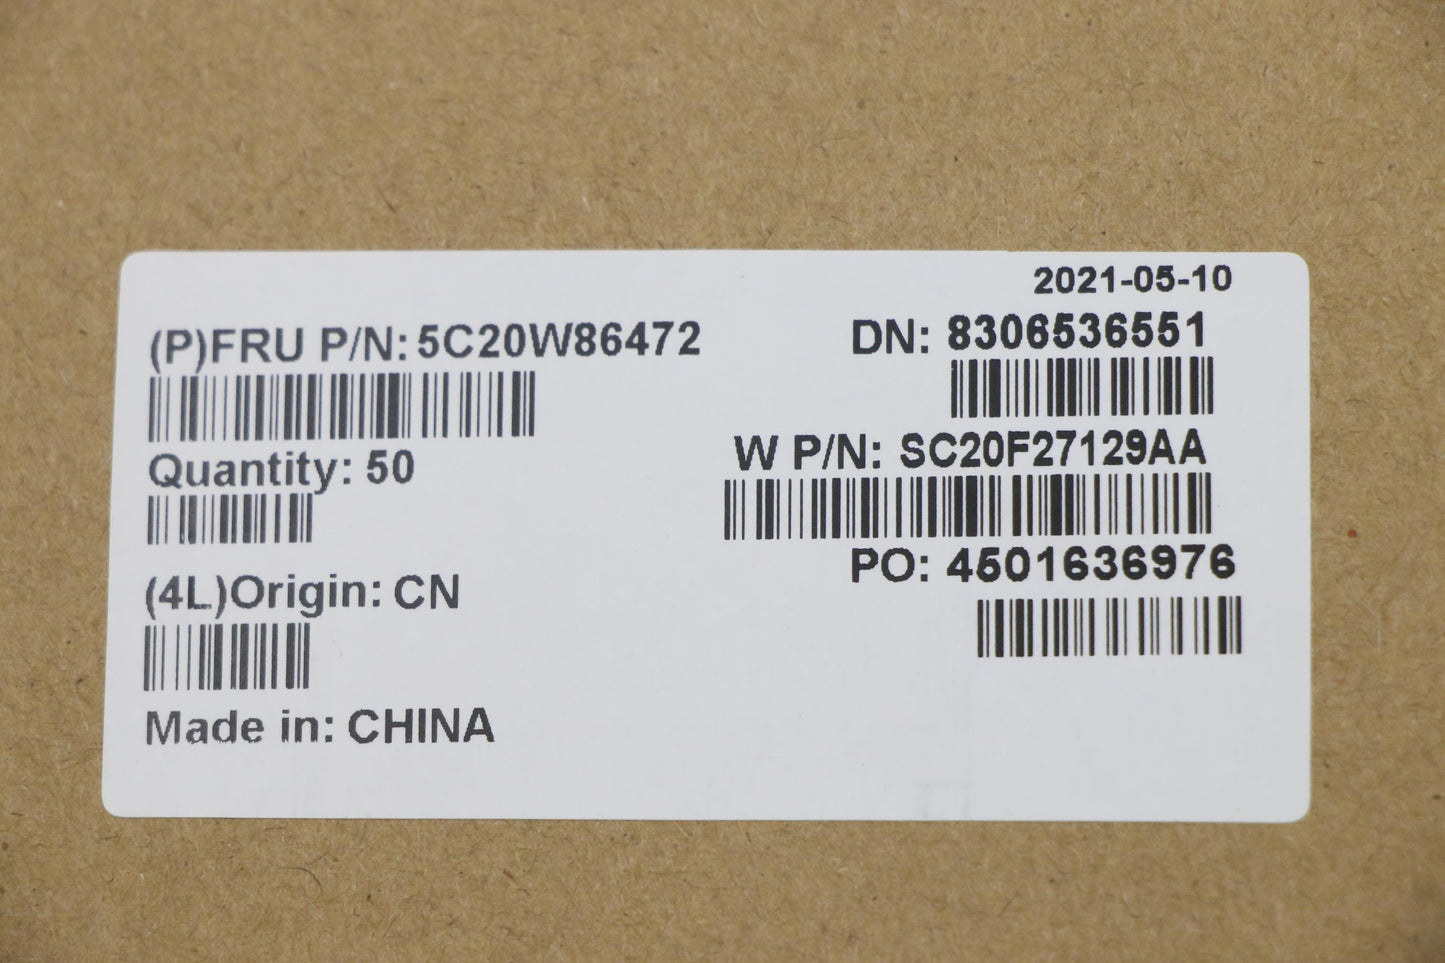 2021-05-10
(P)FRU P/N: 5C20W86472
DN: 8306536551
Quantity: 50
W P/N: SC20F27129AA
(4L)Origin: CN
PO: 4501636976
Made in: CHINA